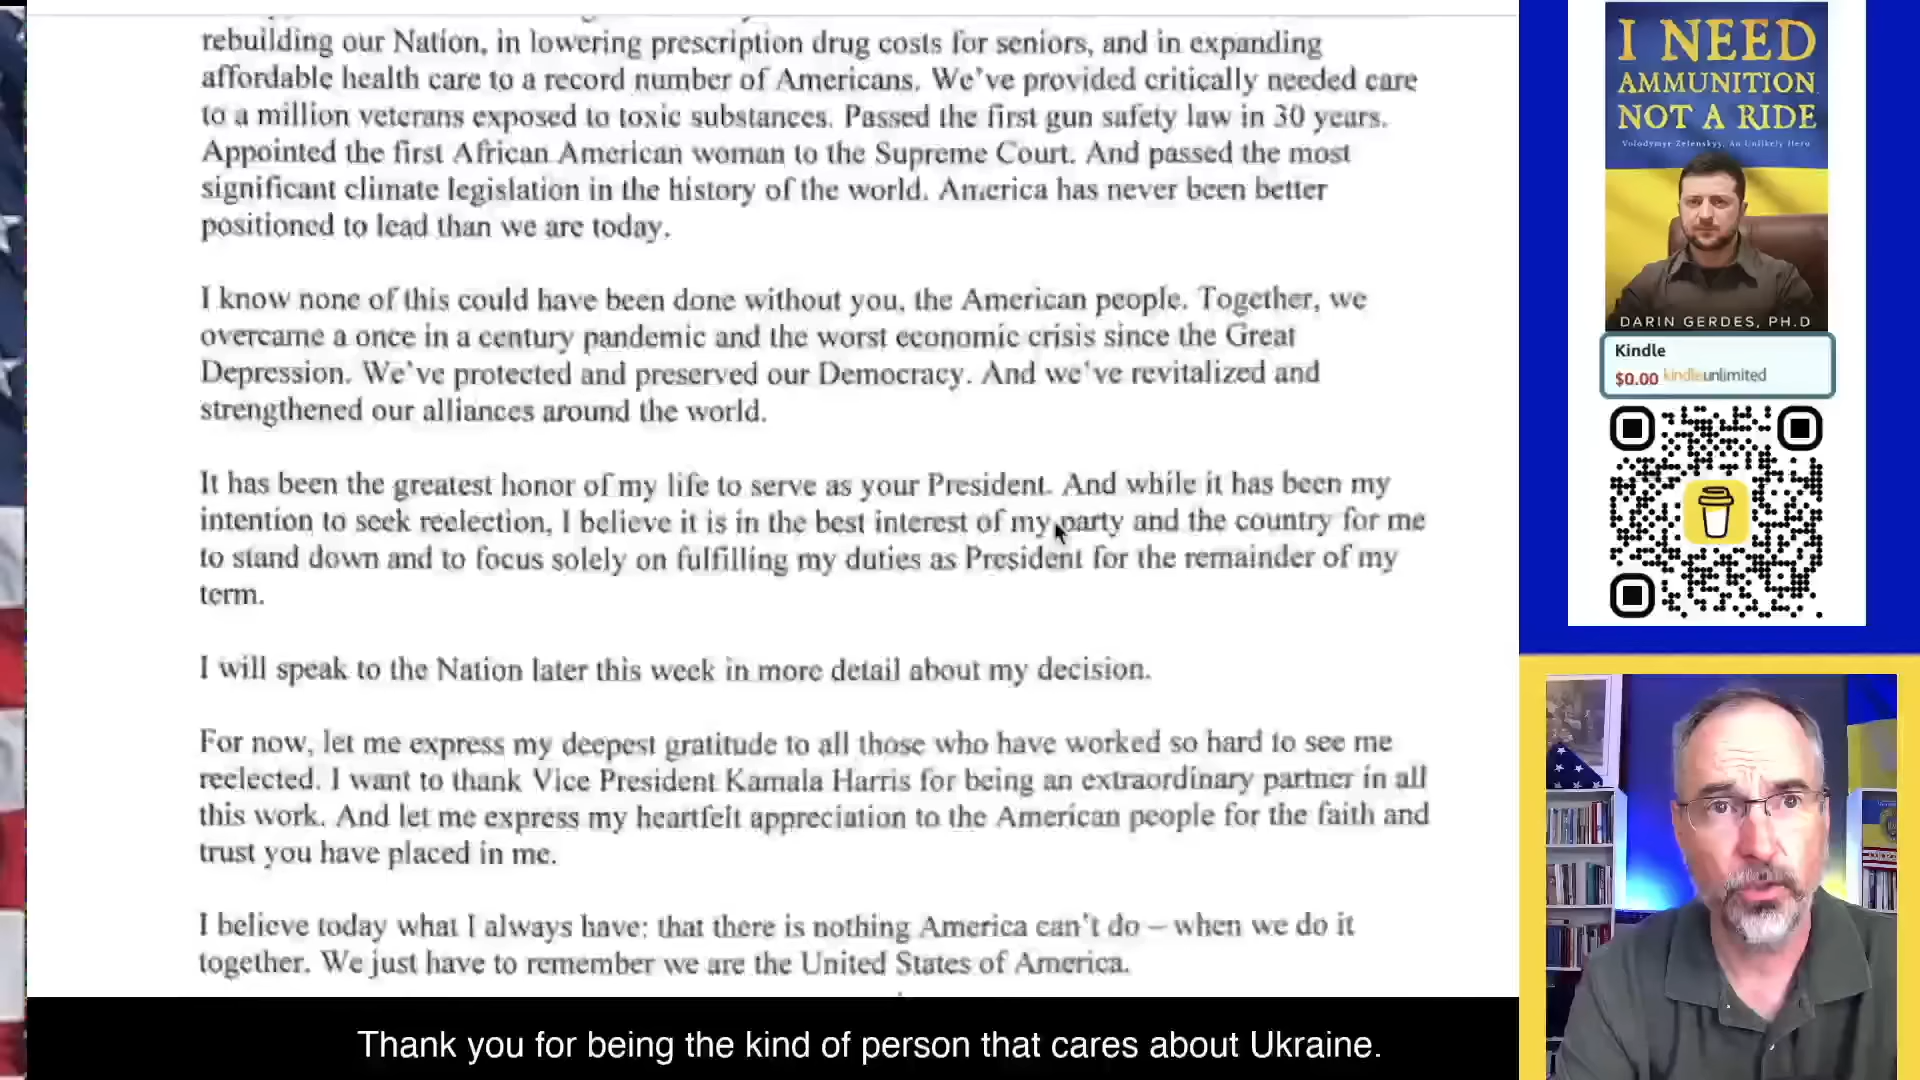 rebuilding our Nation, in lowering prescription drug costs for seniors, and in expanding
affordable health care to a record number of Americans. We've provided critically needed care
to a million veterans exposed to toxic substances. Passed the first gun safety law in 30 years.
Appointed the first African American woman to the Supreme Court. And passed the most
significant climate legislation in the history of the world. America has never been better
positioned to lead than we are today.
I know none of this could have been done without you, the American people. Together, we
overcame a once in a century pandemic and the worst economic crisis since the Great
Depression. We've protected and preserved our Democracy. And we've revitalized and
strengthened our alliances around the world.
It has been the greatest honor of my life to serve as your President. And while it has been my
intention to seek reelection, I believe it is in the best interest of my party and the country for me
to stand down and to focus solely on fulfilling my duties as President for the remainder of my
term.
I will speak to the Nation later this week in more detail about my decision.
For now, let me express my deepest gratitude to all those who have worked so hard to see me
reelected. I want to thank Vice President Kamala Harris for being an extraordinary partner in all
this work. And let me express my heartfelt appreciation to the American people for the faith and
trust you have placed in me.
I believe today what I always have: that there is nothing America can't do – when we do it
together. We just have to remember we are the United States of America.
Thank you for being the kind of person that cares about Ukraine.
I NEED
AMMUNITION
NOT A RIDE
Volodymyr Zelenskyy, An Unlikely Hero
DARIN GERDES, PH.D
Kindle
$0.00 kindleunlimited